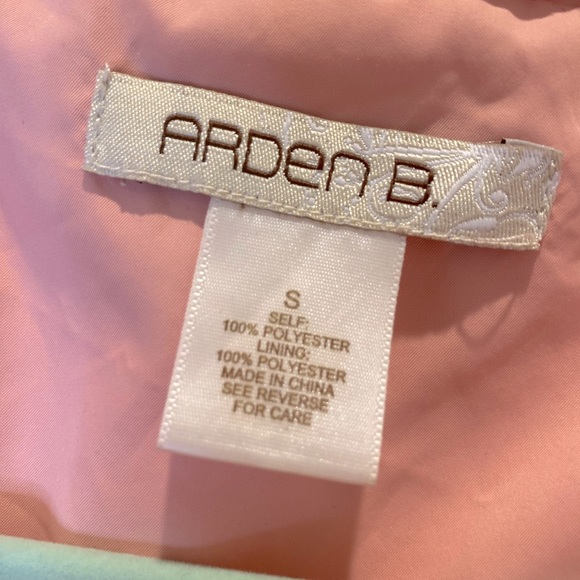 ARDen B.
S
SELF:
100% POLYESTER
LINING:
100% POLYESTER
MADE IN CHINA
SEE REVERSE
FOR CARE